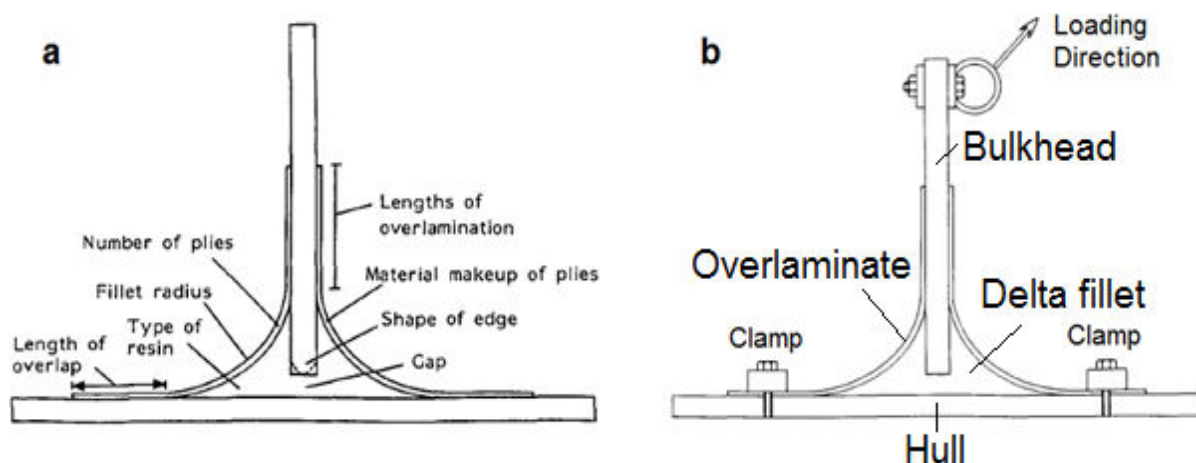 a
Number of plies
Fillet radius
Type of
resin
Length of
overlap
Lengths of
overlamination
Material makeup of plies
Shape of edge
Gap
b
Loading
Direction
Bulkhead
Overlaminate
Delta fillet
Clamp
Clamp
Hull